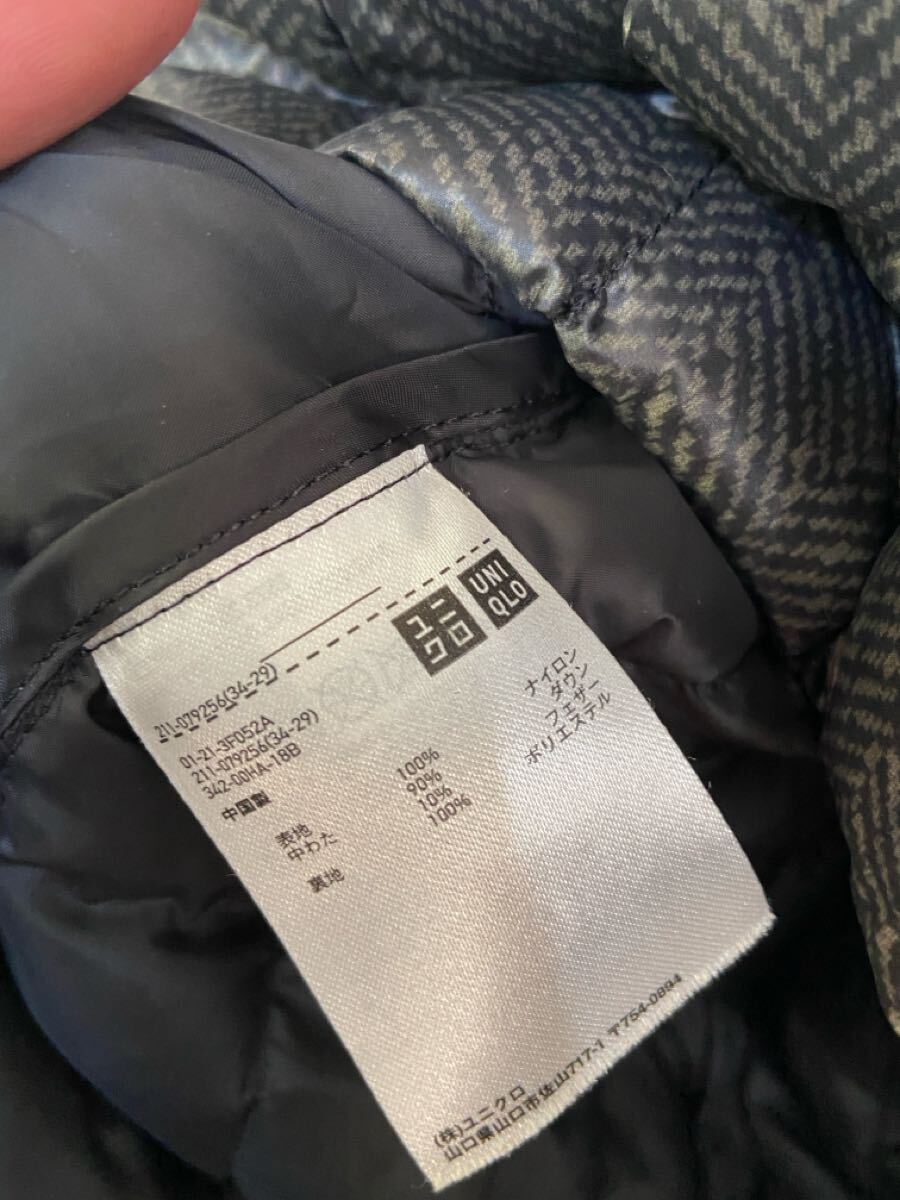 ユニ
クロ
UNI
QLO
211-079256(34-29)
01-21-3F052A
211-079256(34-29)
342-00HA-18B
中国製
表地 100% ナイロン
中わた 90% ダウン
10% フェザー
裏地 100% ポリエステル
(株)ユニクロ
山口県山口市佐山717-1 〒754-0894